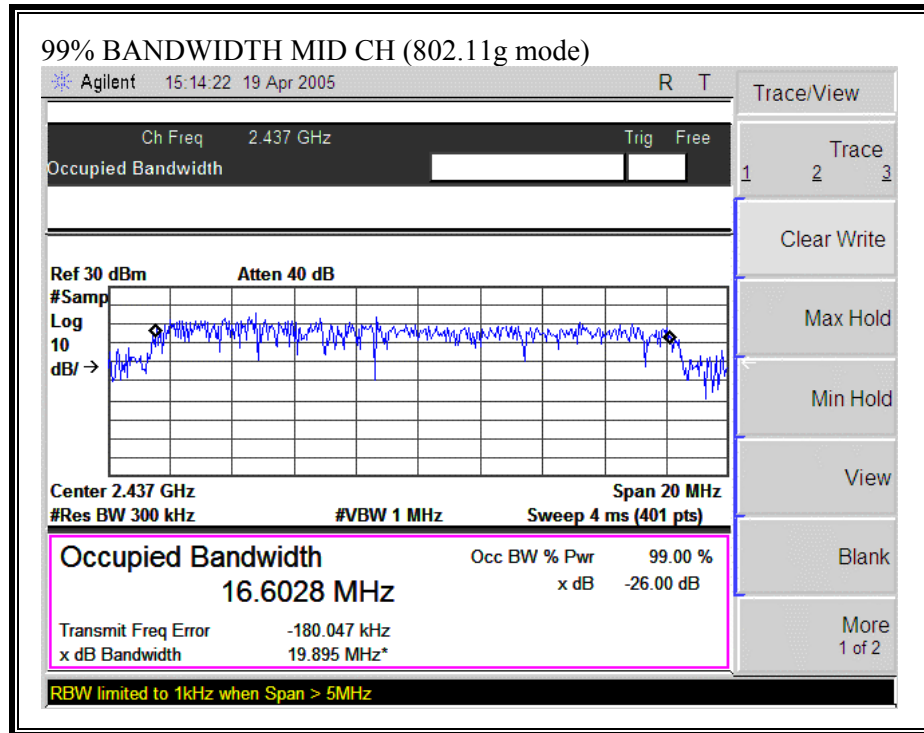 99% BANDWIDTH MID CH (802.11g mode)
Agilent 15:14:22 19 Apr 2005 R T
Trace/View
Ch Freq 2.437 GHz Trig Free
Occupied Bandwidth
Trace
1 2 3
Clear Write
Max Hold
Min Hold
View
Blank
More
1 of 2
Ref 30 dBm Atten 40 dB
#Samp
Log
10
dB/
Center 2.437 GHz Span 20 MHz
#Res BW 300 kHz #VBW 1 MHz Sweep 4 ms (401 pts)
Occupied Bandwidth Occ BW % Pwr 99.00 %
16.6028 MHz x dB -26.00 dB
Transmit Freq Error -180.047 kHz
x dB Bandwidth 19.895 MHz*
RBW limited to 1kHz when Span > 5MHz